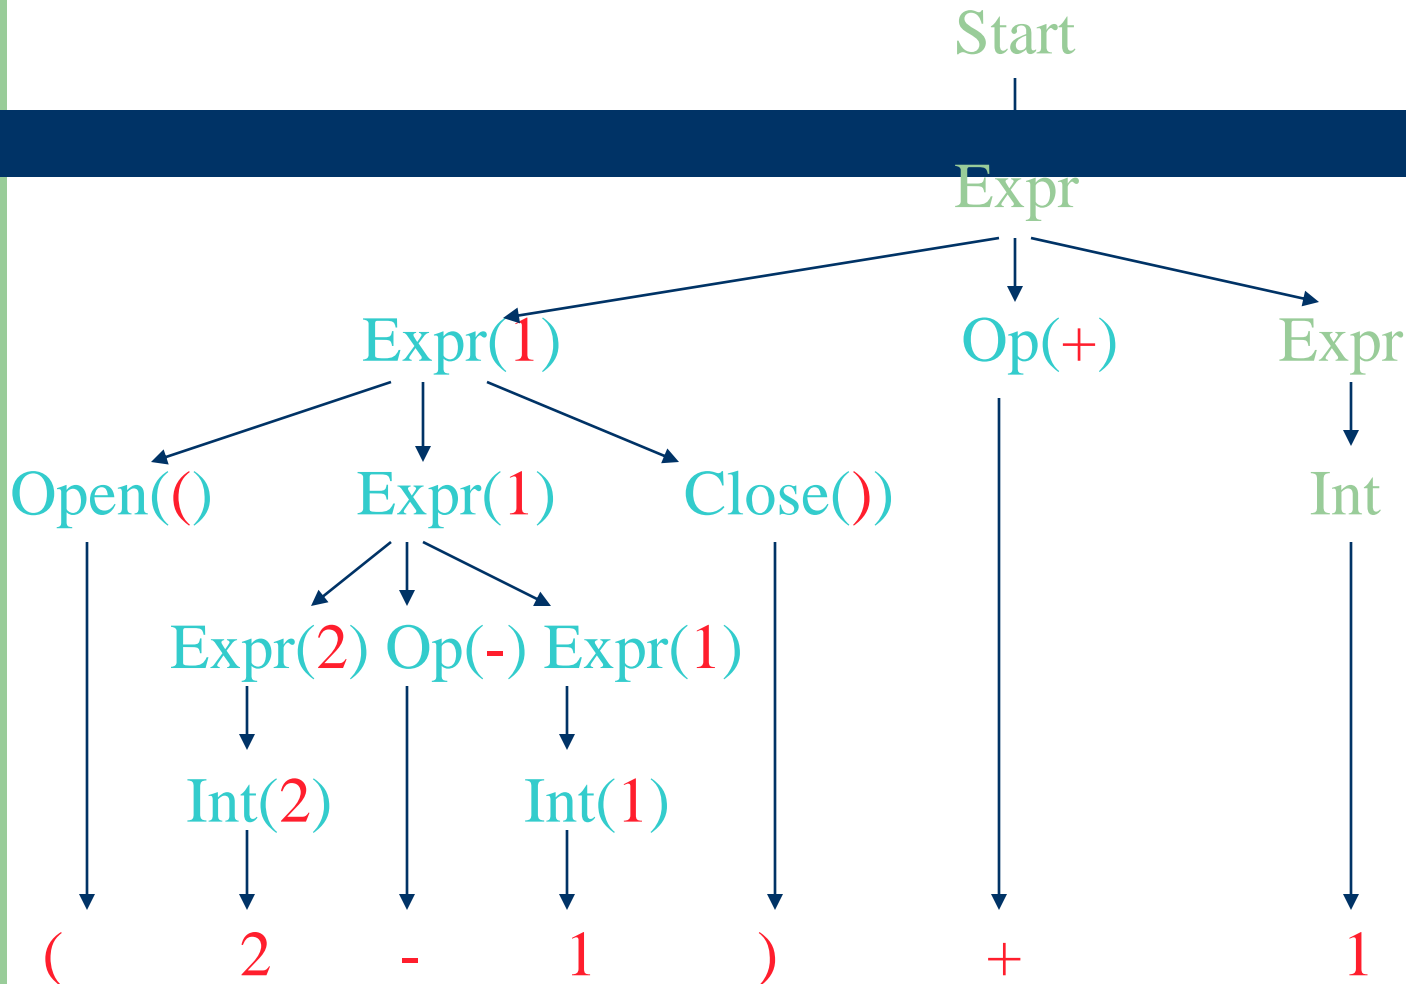 Start
Expr
Expr(1) Op(+) Expr
Open(() Expr(1) Close()) Int
Expr(2) Op(-) Expr(1)
Int(2) Int(1)
( 2 - 1 ) + 1